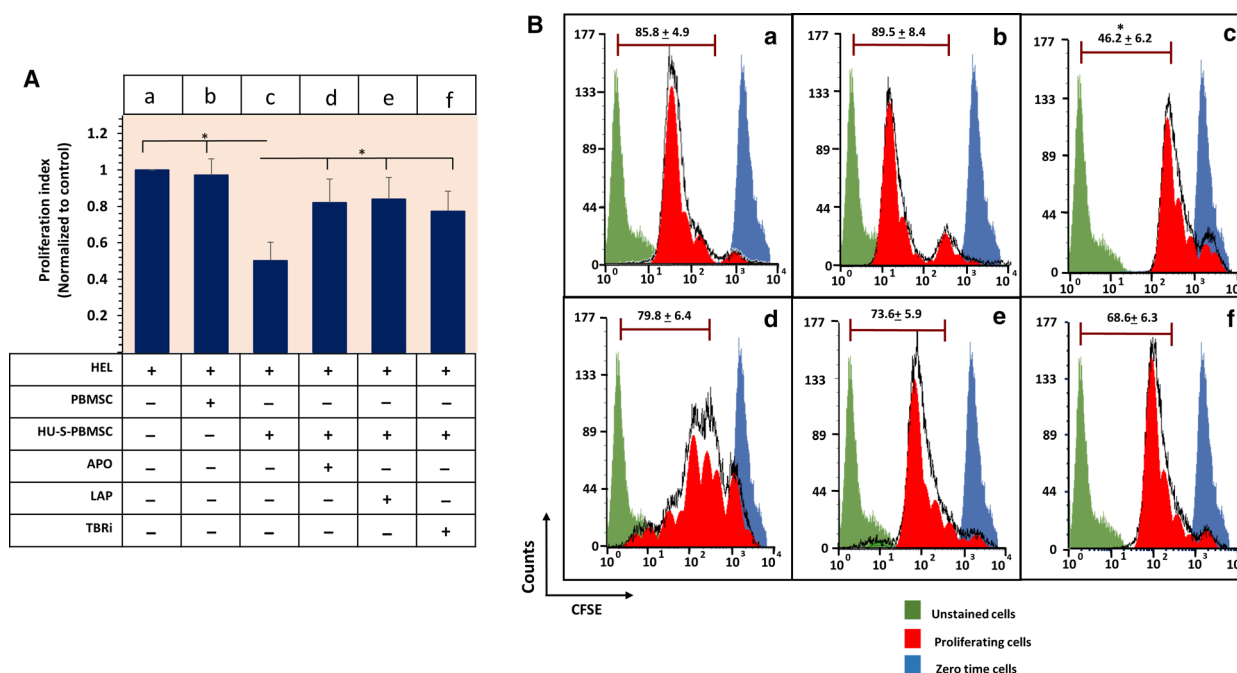 A
a b c d e f
Proliferation index
(Normalized to control)
1.2
1
0.8
0.6
0.4
0.2
*
*
HEL + + + + + +
PBMSC – + – – – –
HU-S-PBMSC – – + + + +
APO – – – + – –
LAP – – – – + –
TBRi – – – – – +
B
85.8 ± 4.9
a
177
133
89
44
0
10⁰ 10¹ 10² 10³ 10⁴
89.5 ± 8.4
b
177
133
89
44
0
10⁰ 10¹ 10² 10³ 10⁴
*
46.2 ± 6.2
c
177
133
89
44
0
10⁰ 10¹ 10² 10³ 10⁴
79.8 ± 6.4
d
177
133
89
44
0
10⁰ 10¹ 10² 10³ 10⁴
73.6± 5.9
e
177
133
89
44
0
10⁰ 10¹ 10² 10³ 10⁴
68.6± 6.3
f
177
133
89
44
0
10⁰ 10¹ 10² 10³ 10⁴
Counts
CFSE
Unstained cells
Proliferating cells
Zero time cells